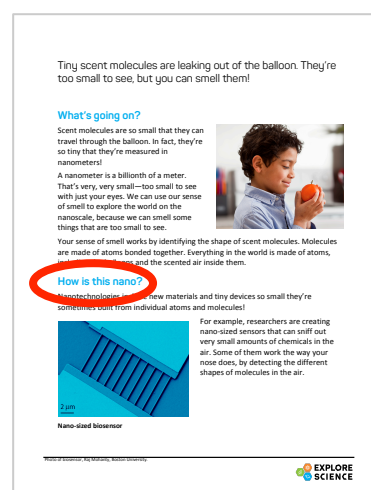 Tiny scent molecules are leaking out of the balloon. They're
too small to see, but you can smell them!
What's going on?
Scent molecules are so small that they can
travel through the balloon. In fact, they're
so tiny that they're measured in
nanometers!
A nanometer is a billionth of a meter.
That's very, very small—too small to see
with just your eyes. We can use our sense
of smell to explore the world on the
nanoscale, because we can smell some
things that are too small to see.
Your sense of smell works by identifying the shape of scent molecules. Molecules
are made of atoms bonded together. Everything in the world is made of atoms,
and the scented air inside them.
How is this nano?
Nanotechnologies new materials and tiny devices so small they're
sometimes built from individual atoms and molecules!
For example, researchers are creating
nano-sized sensors that can sniff out
very small amounts of chemicals in the
air. Some of them work the way your
nose does, by detecting the different
shapes of molecules in the air.
2 µm
Nano-sized biosensor
Photo of biosensor, Raj Mohanty, Boston University
EXPLORE
SCIENCE